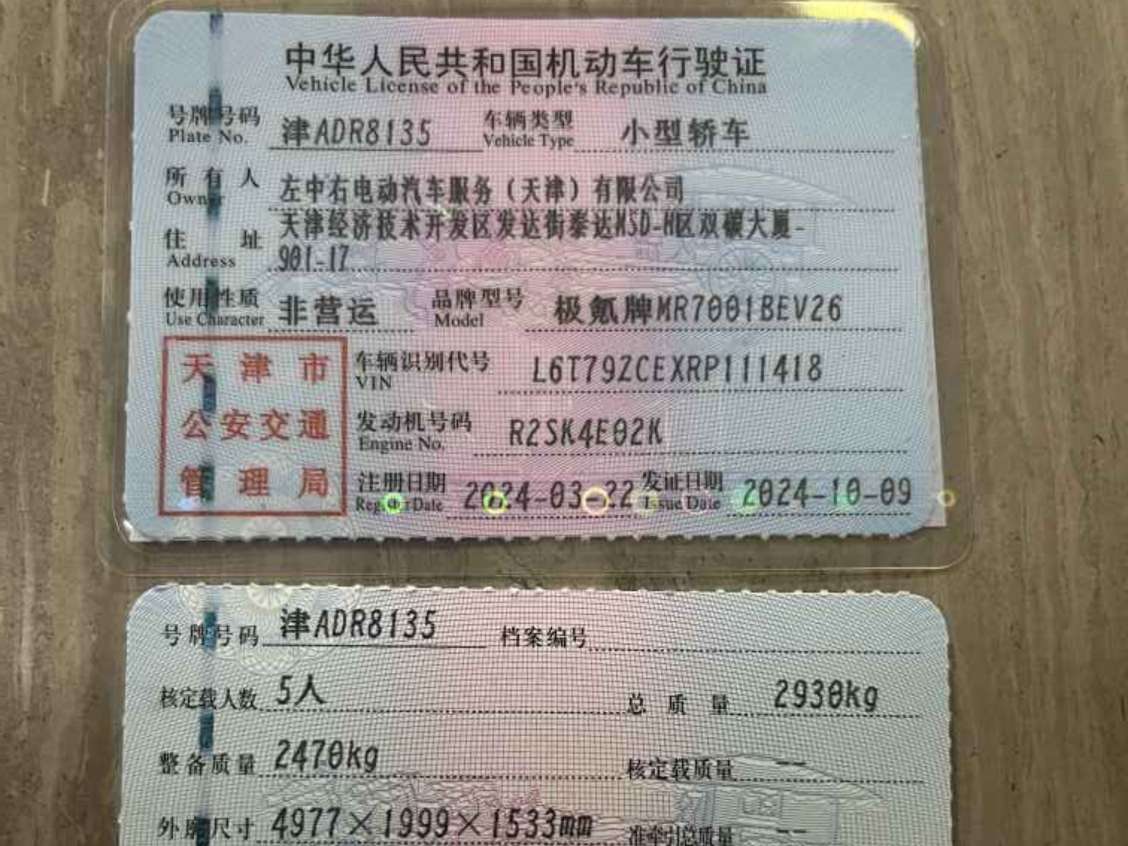 中华人民共和国机动车行驶证
Vehicle License of the People's Republic of China
号牌号码 津ADR8135 车辆类型 小型轿车
Plate No. Vehicle Type
所有人 左中右电动汽车服务（天津）有限公司
Owner
住址 天津经济技术开发区发达街泰达MSD-H区双碳大厦-
Address 901-17
使用性质 非营运 品牌型号 极氪牌MR7001BEV26
Use Character Model
天津市
公安交通
管理局
车辆识别代号 L6T79ZCEXRP111418
VIN
发动机号码 R2SK4E02K
Engine No.
注册日期 2024-03-22 发证日期 2024-10-09
Register Date Issue Date
号牌号码 津ADR8135 档案编号
核定载人数 5人 总质量 2930kg
整备质量 2470kg 核定载质量 --
外廓尺寸 4977×1999×1533mm 准牵引总质量 --